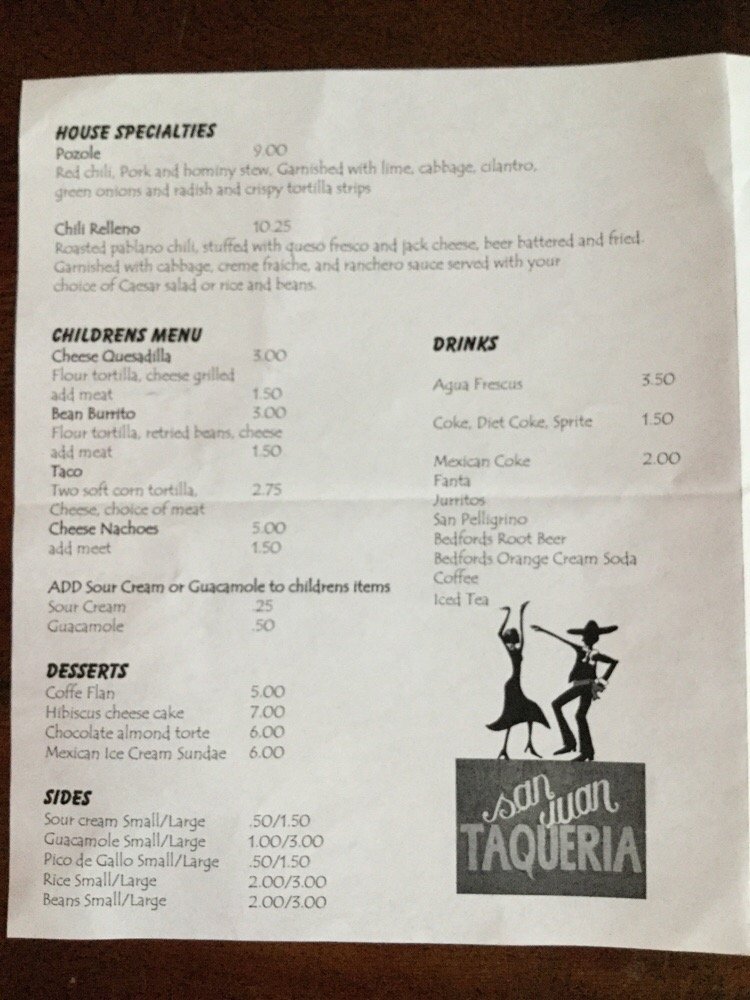 HOUSE SPECIALTIES
Pozole 9.00
Red chili, Pork and hominy stew, Garnished with lime, cabbage, cilantro,
green onions and radish and crispy tortilla strips
Chili Relleno 10.25
Roasted pablano chili, stuffed with queso fresco and jack cheese, beer battered and fried.
Garnished with cabbage, creme fraiche, and ranchero sauce served with your
choice of Caesar salad or rice and beans.
CHILDRENS MENU
Cheese Quesadilla 3.00
Flour tortilla, cheese grilled
add meat 1.50
Bean Burrito 3.00
Flour tortilla, retried beans, cheese
add meat 1.50
Taco
Two soft corn tortilla, 2.75
Cheese, choice of meat
Cheese Nachoes 5.00
add meet 1.50
ADD Sour Cream or Guacamole to childrens items
Sour Cream .25
Guacamole .50
DESSERTS
Coffe Flan 5.00
Hibiscus cheese cake 7.00
Chocolate almond torte 6.00
Mexican Ice Cream Sundae 6.00
SIDES
Sour cream Small/Large .50/1.50
Guacamole Small/Large 1.00/3.00
Pico de Gallo Small/Large .50/1.50
Rice Small/Large 2.00/3.00
Beans Small/Large 2.00/3.00
DRINKS
Agua Frescus 3.50
Coke, Diet Coke, Sprite 1.50
Mexican Coke 2.00
Fanta
Jurritos
San Pelligrino
Bedfords Root Beer
Bedfords Orange Cream Soda
Coffee
Iced Tea
san
juan
TAQUERIA